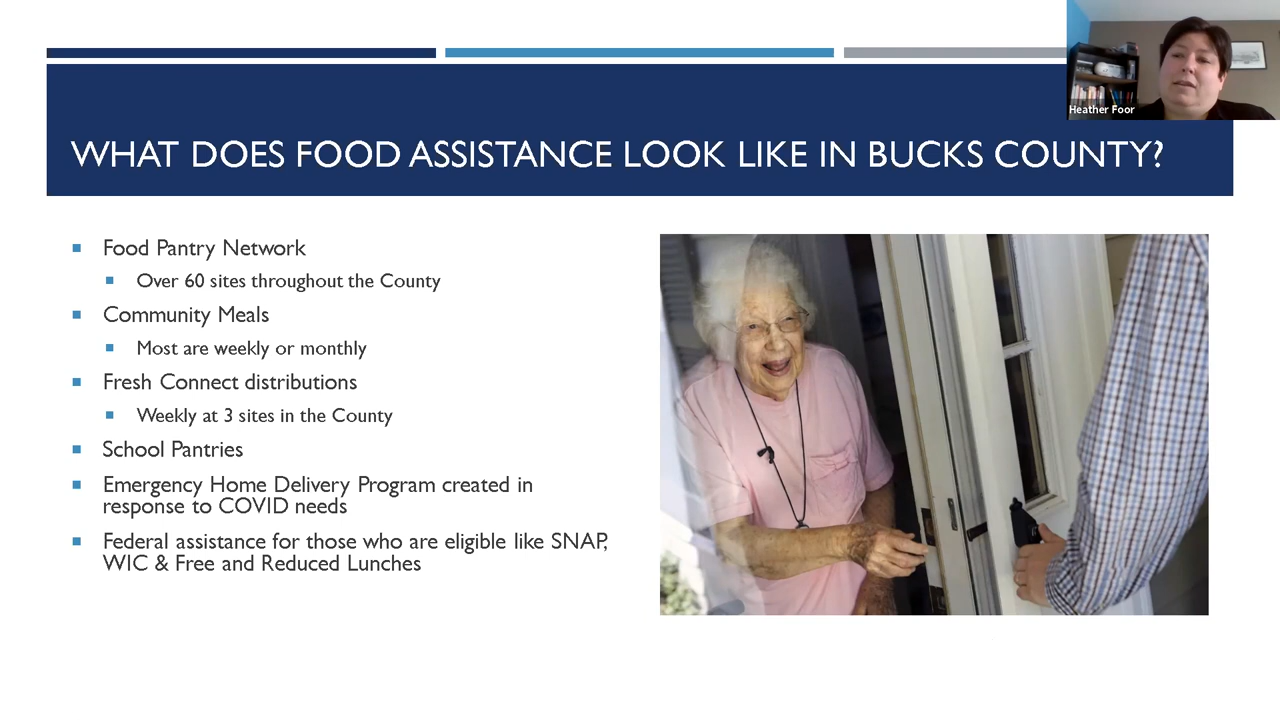 Heather Foor
WHAT DOES FOOD ASSISTANCE LOOK LIKE IN BUCKS COUNTY?
Food Pantry Network
Over 60 sites throughout the County
Community Meals
Most are weekly or monthly
Fresh Connect distributions
Weekly at 3 sites in the County
School Pantries
Emergency Home Delivery Program created in
response to COVID needs
Federal assistance for those who are eligible like SNAP,
WIC & Free and Reduced Lunches